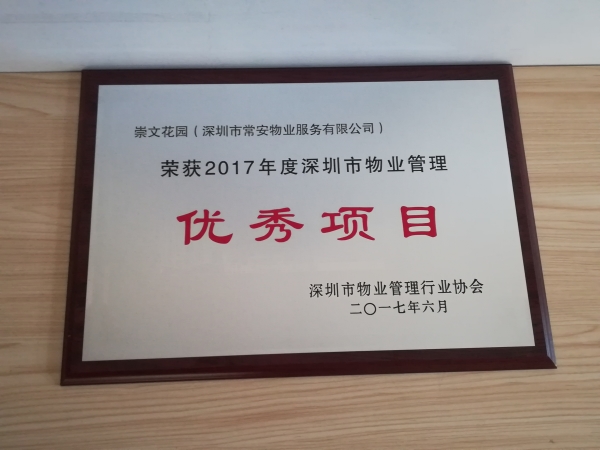 崇文花园（深圳市常安物业服务有限公司）
荣获2017年度深圳市物业管理
优秀项目
深圳市物业管理行业协会
二〇一七年六月